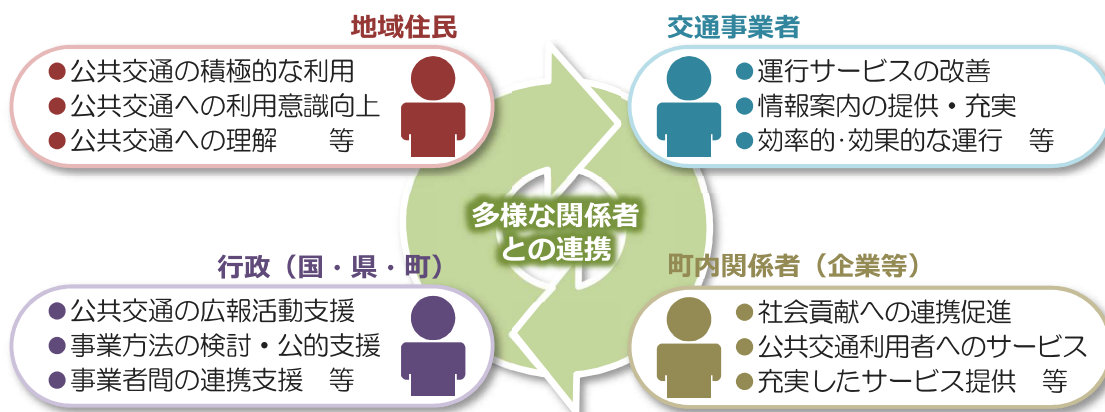 地域住民
●公共交通の積極的な利用
●公共交通への利用意識向上
●公共交通への理解　等
交通事業者
●運行サービスの改善
●情報案内の提供・充実
●効率的･効果的な運行　等
多様な関係者
との連携
行政（国・県・町）
●公共交通の広報活動支援
●事業方法の検討・公的支援
●事業者間の連携支援　等
町内関係者（企業等）
●社会貢献への連携促進
●公共交通利用者へのサービス
●充実したサービス提供　等